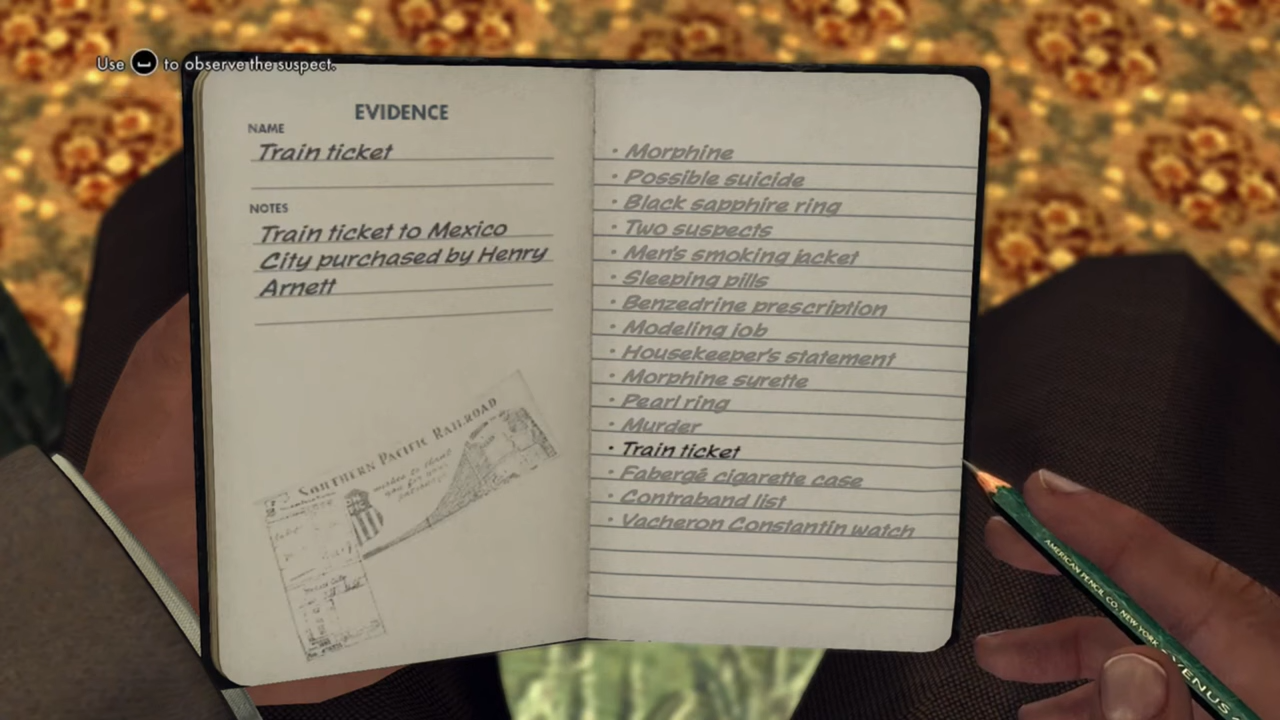 Use to observe the suspect.
EVIDENCE
NAME
Train ticket
NOTES
Train ticket to Mexico
City purchased by Henry
Arnett
SOUTHERN PACIFIC RAILROAD
• Morphine
• Possible suicide
• Black sapphire ring
• Two suspects
• Men's smoking jacket
• Sleeping pills
• Benzedrine prescription
• Modeling job
• Housekeeper's statement
• Morphine syrette
• Pearl ring
• Murder
• Train ticket
• Fabergé cigarette case
• Contraband list
• Vacheron Constantin watch
AMERICAN PENCIL CO. NEW YORK VENUS